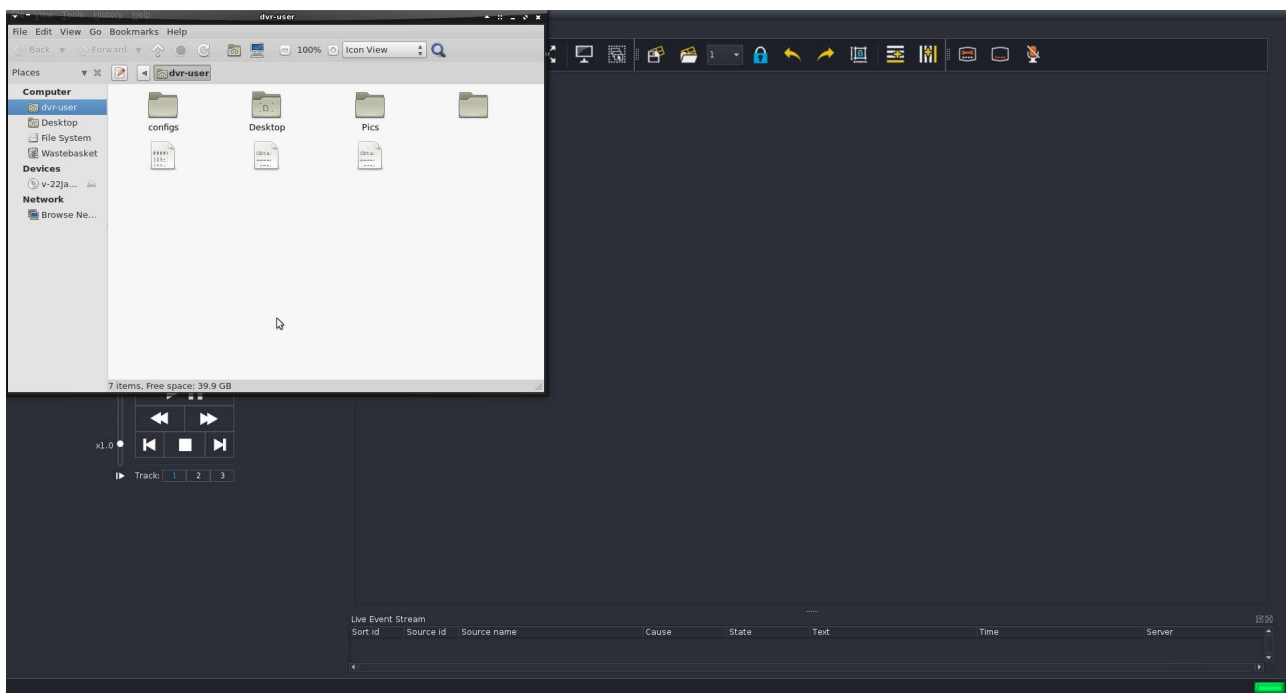 dvr-user
File Edit View Go Bookmarks Help
Back Forward 100% Icon View
Places dvr-user
Computer
dvr-user
Desktop
File System
Wastebasket
Devices
v-22Ja...
Network
Browse Ne...
configs Desktop Pics
7 items, Free space: 39.9 GB
1
x1.0
Track: 1 2 3
Live Event Stream
Sort id Source id Source name Cause State Text Time Server